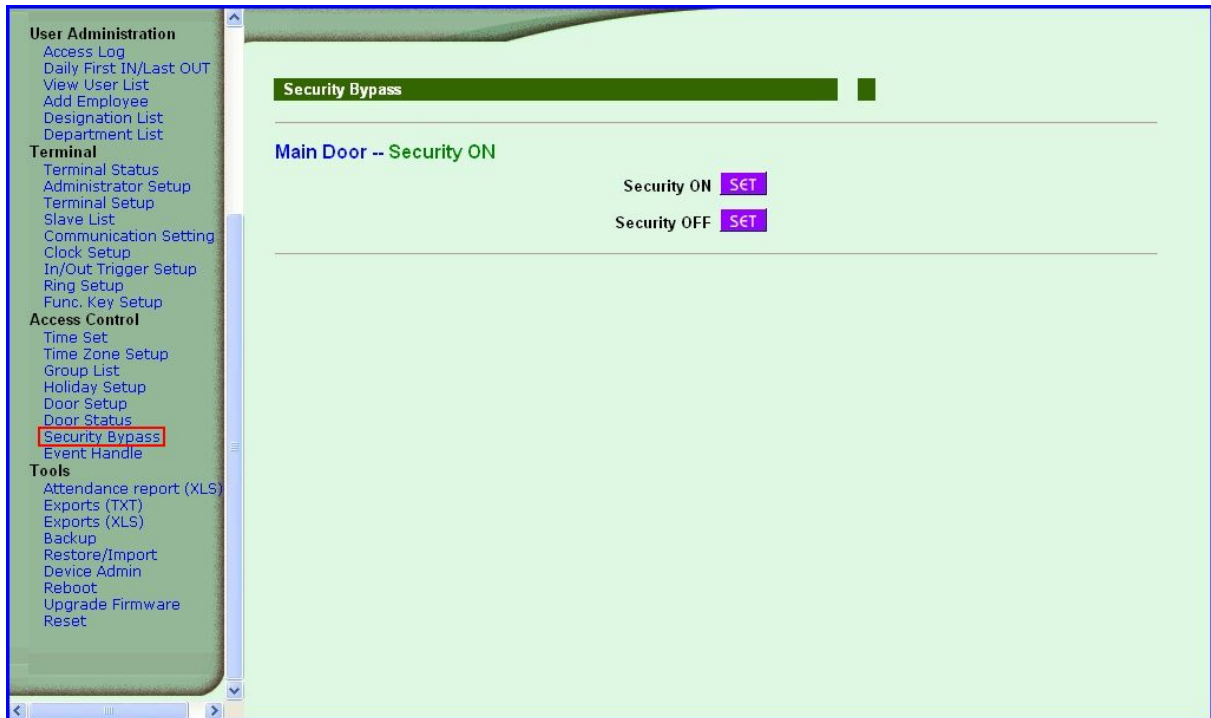 User Administration
Access Log
Daily First IN/Last OUT
View User List
Add Employee
Designation List
Department List
Terminal
Terminal Status
Administrator Setup
Terminal Setup
Slave List
Communication Setting
Clock Setup
In/Out Trigger Setup
Ring Setup
Func. Key Setup
Access Control
Time Set
Time Zone Setup
Group List
Holiday Setup
Door Setup
Door Status
Security Bypass
Event Handle
Tools
Attendance report (XLS)
Exports (TXT)
Exports (XLS)
Backup
Restore/Import
Device Admin
Reboot
Upgrade Firmware
Reset
Security Bypass
Main Door -- Security ON
Security ON SET
Security OFF SET